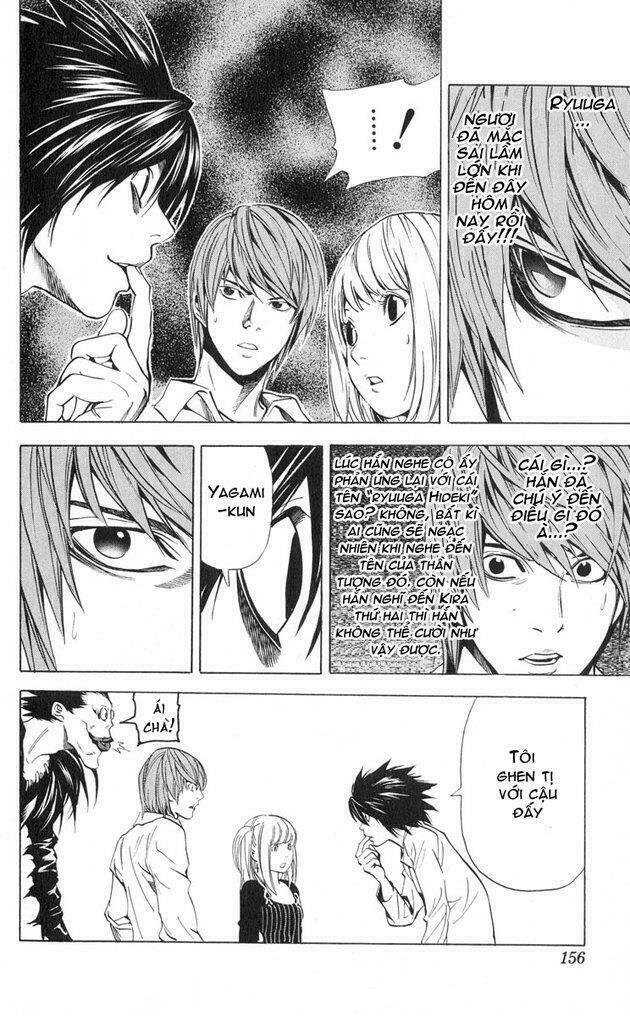 Ryuuga
...
Ngươi
đã mắc
sai lầm
lớn khi
đến đây
hôm
nay rồi
đấy!!!
......!
Cái gì...?
Hắn đã
chú ý đến
điều gì đó
à...?
Lúc hắn nghe cô ấy
phản ứng lại với cái
tên "Ryuuga Hideki"
sao? Không, bất kì
ai cũng sẽ ngạc
nhiên khi nghe đến
tên của thần
tượng đó. Còn nếu
hắn nghĩ đến Kira
thứ hai thì hắn
không thể cười như
vậy được.
Yagami
-kun
Tôi
ghen tị
với cậu
đấy
Ái
chà!
156